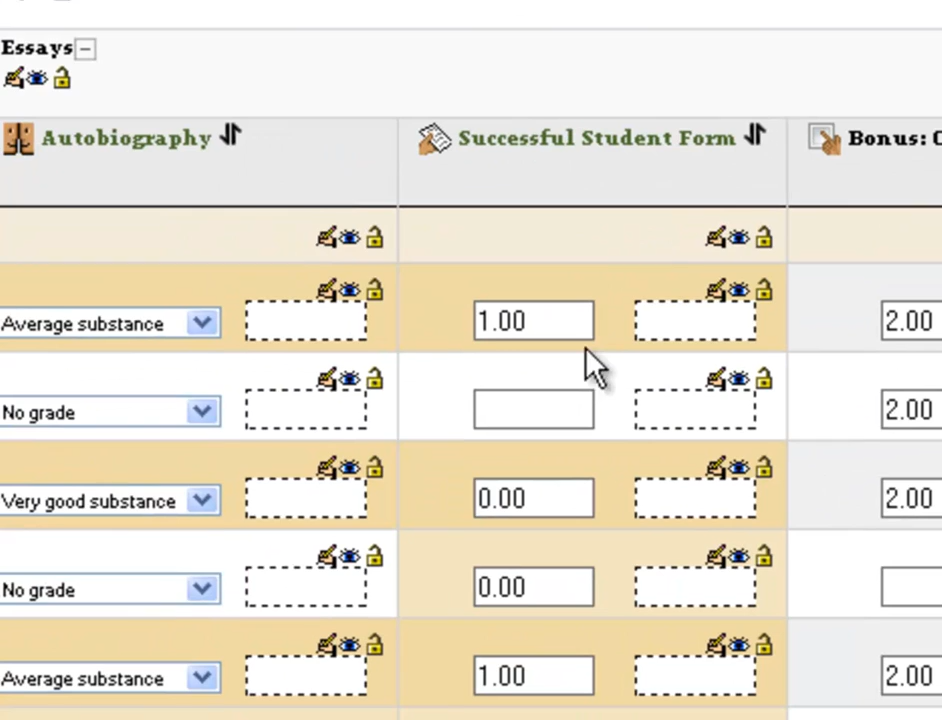 Essays
Autobiography Successful Student Form Bonus:
Average substance 1.00 2.00
No grade 2.00
Very good substance 0.00 2.00
No grade 0.00
Average substance 1.00 2.00